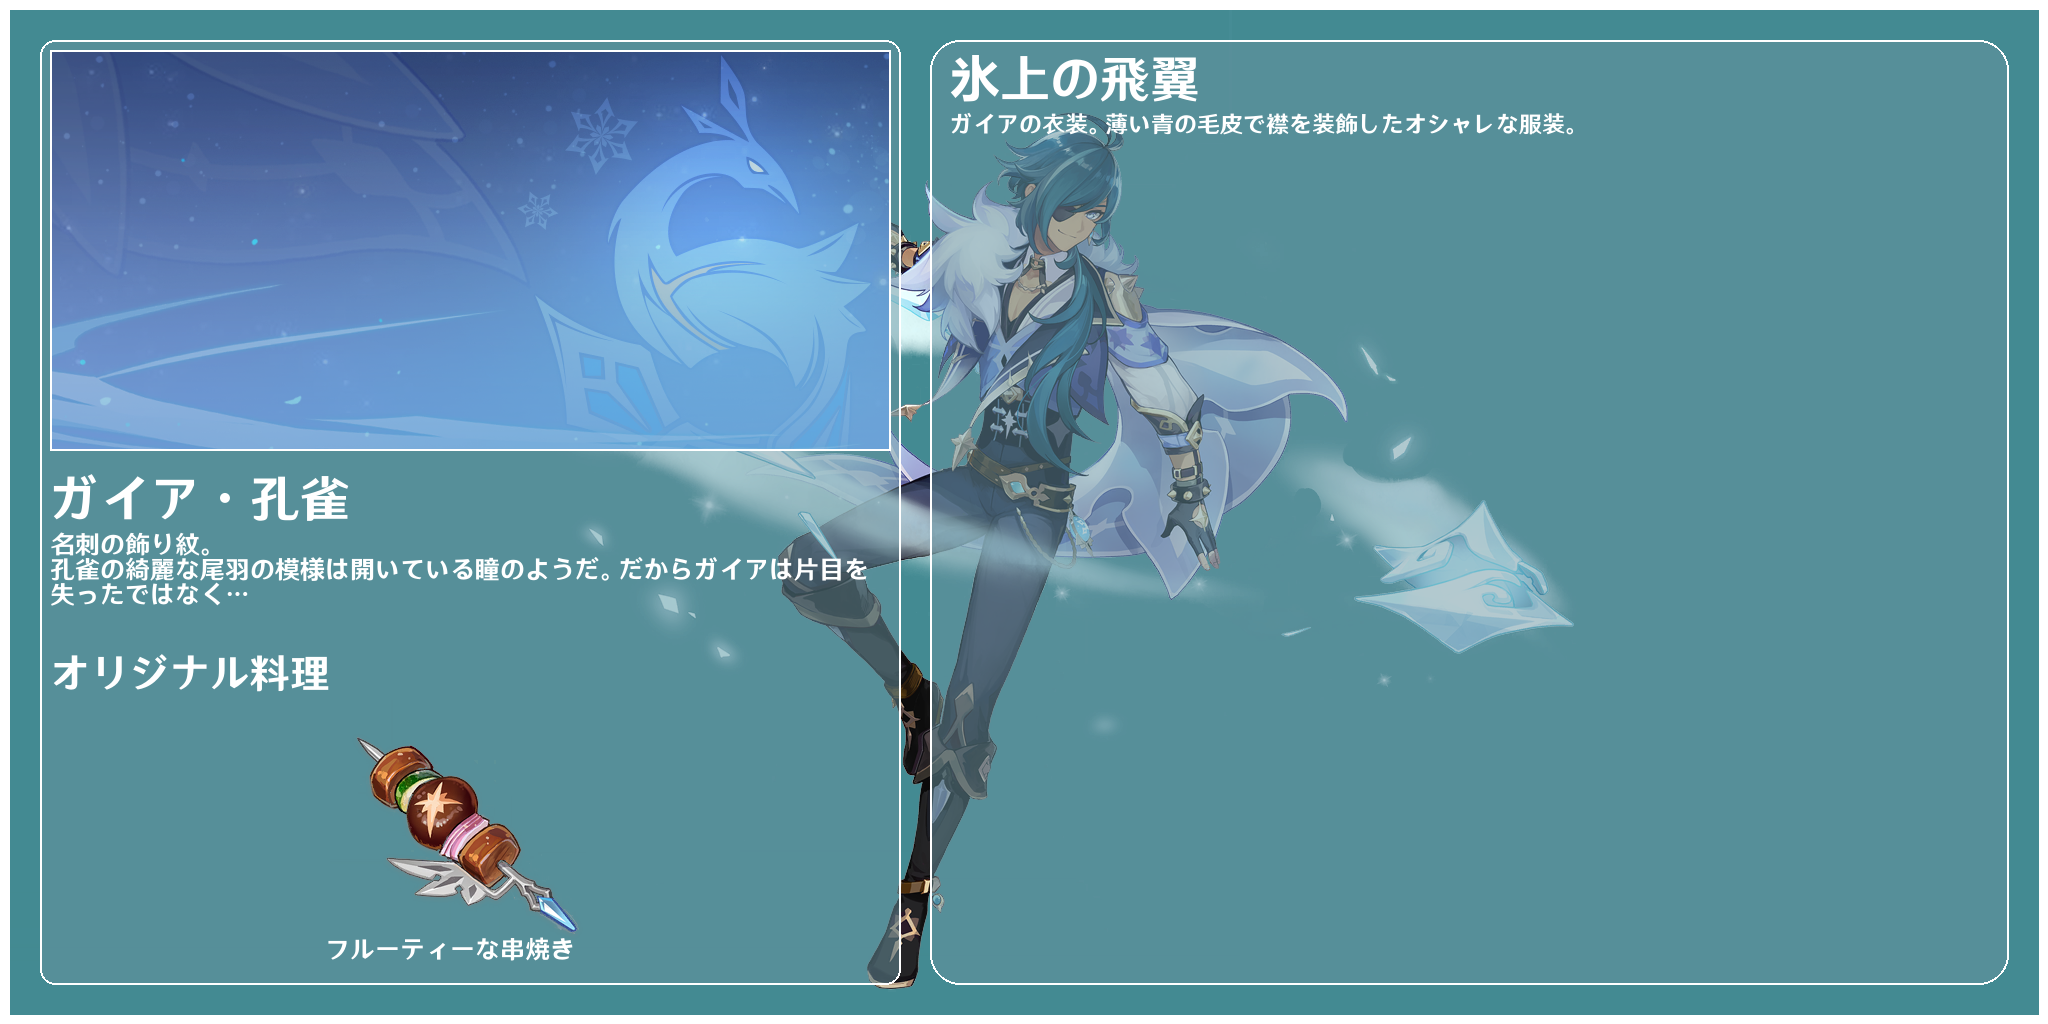 ガイア・孔雀
名刺の飾り紋。
孔雀の綺麗な尾羽の模様は開いている瞳のようだ。だからガイアは片目を
失ったではなく…
オリジナル料理
フルーティーな串焼き
氷上の飛翼
ガイアの衣装。薄い青の毛皮で襟を装飾したオシャレな服装。